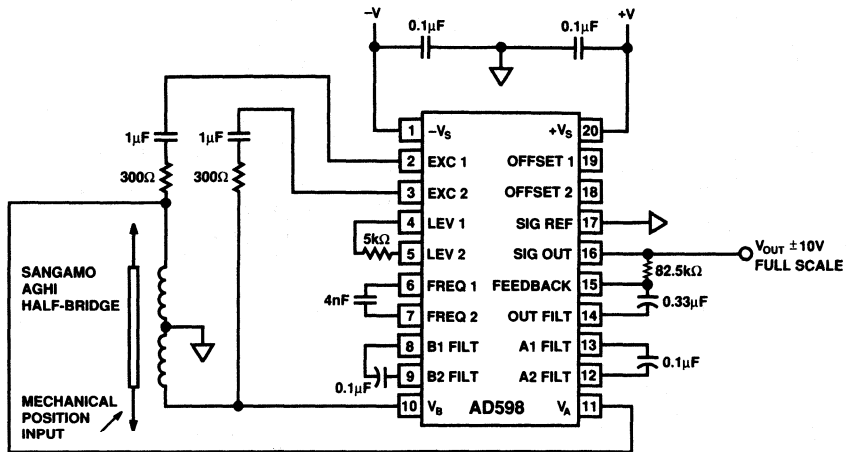 −V
+V
0.1µF
0.1µF
1µF
1µF
300Ω
300Ω
1
−VS
+VS
20
2
EXC 1
OFFSET 1
19
3
EXC 2
OFFSET 2
18
4
LEV 1
SIG REF
17
5kΩ
5
LEV 2
SIG OUT
16
VOUT ±10V
FULL SCALE
82.5kΩ
SANGAMO
AGHI
HALF-BRIDGE
6
FREQ 1
FEEDBACK
15
4nF
0.33µF
7
FREQ 2
OUT FILT
14
8
B1 FILT
A1 FILT
13
0.1µF
0.1µF
9
B2 FILT
A2 FILT
12
MECHANICAL
POSITION
INPUT
10
VB
AD598
VA
11